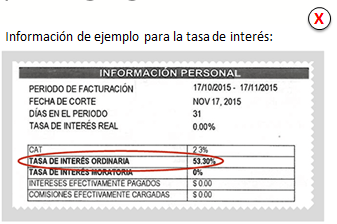 X
Información de ejemplo para la tasa de interés:
INFORMACIÓN PERSONAL
PERIODO DE FACTURACIÓN 17/10/2015 - 17/11/2015
FECHA DE CORTE NOV 17, 2015
DÍAS EN EL PERIODO 31
TASA DE INTERÉS REAL 0.00%
CAT 2.3%
TASA DE INTERÉS ORDINARIA 53.30%
TASA DE INTERÉS MORATORIA 0%
INTERESES EFECTIVAMENTE PAGADOS $ 0.00
COMISIONES EFECTIVAMENTE CARGADAS $ 0.00